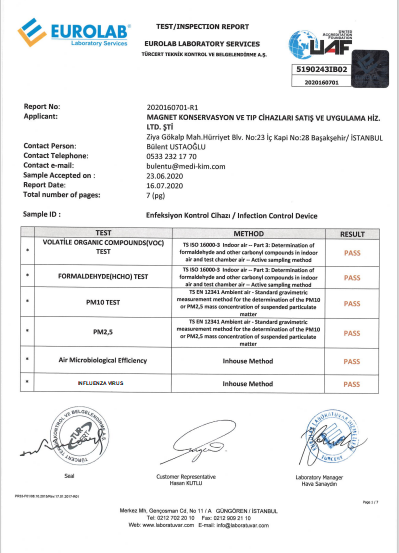 EUROLAB®
Laboratory Services
TEST/INSPECTION REPORT
EUROLAB LABORATORY SERVICES
TÜRCERT TEKNİK KONTROL VE BELGELENDİRME A.Ş.
UNITED
ACCREDITATION
FOUNDATION
UAF
5190243IB02
2020160701
Report No: 2020160701-R1
Applicant: MAGNET KONSERVASYON VE TIP CİHAZLARI SATIŞ VE UYGULAMA HİZ.
LTD. ŞTİ
Ziya Gökalp Mah.Hürriyet Blv. No:23 İç Kapi No:28 Başakşehir/ İSTANBUL
Contact Person: Bülent USTAOĞLU
Contact Telephone: 0533 232 17 70
Contact e-mail: bulentu@medi-kim.com
Sample Accepted on : 23.06.2020
Report Date: 16.07.2020
Total number of pages: 7 (pg)
Sample ID : Enfeksiyon Kontrol Cihazı / Infection Control Device
TEST METHOD RESULT
* VOLATİLE ORGANIC COMPOUNDS(VOC)
TEST
TS ISO 16000-3 Indoor air -- Part 3: Determination of
formaldehyde and other carbonyl compounds in indoor
air and test chamber air -- Active sampling method
PASS
* FORMALDEHYDE(HCHO) TEST
TS ISO 16000-3 Indoor air -- Part 3: Determination of
formaldehyde and other carbonyl compounds in indoor
air and test chamber air -- Active sampling method
PASS
* PM10 TEST
TS EN 12341 Ambient air - Standard gravimetric
measurement method for the determination of the PM10
or PM2,5 mass concentration of suspended particulate
matter
PASS
* PM2,5
TS EN 12341 Ambient air - Standard gravimetric
measurement method for the determination of the PM10
or PM2,5 mass concentration of suspended particulate
matter
PASS
* Air Microbiological Efficiency Inhouse Method PASS
* INFLUENZA VIRUS Inhouse Method PASS
Seal
Customer Representative
Hasan KUTLU
Laboratory Manager
Hava Sanaydın
Page 1 / 7
Merkez Mh, Gençosman Cd, No 11 / A GÜNGÖREN / İSTANBUL
Tel: 0212 702 20 10 Fax: 0212 909 21 10
Web: www.laboratuvar.com E-mail: info@laboratuvar.com